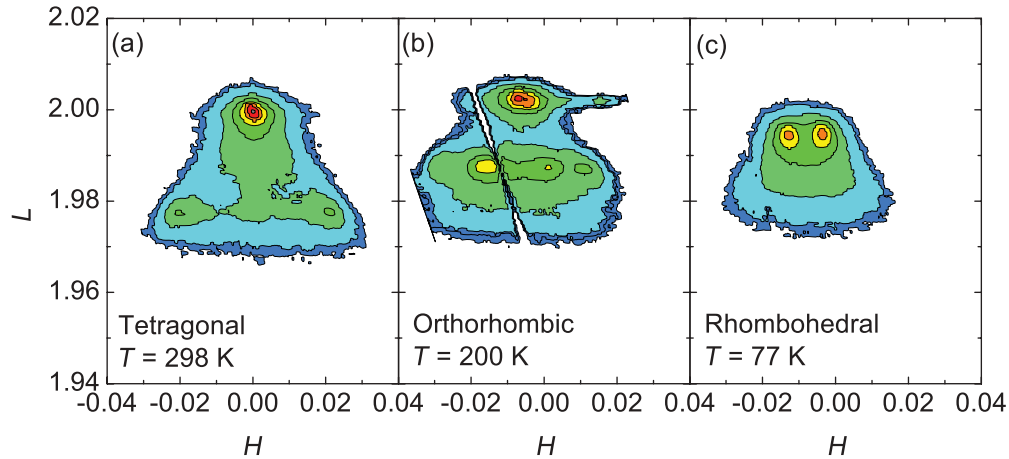 2.02
2.00
1.98
1.96
1.94
L
(a)
(b)
(c)
Tetragonal
T = 298 K
Orthorhombic
T = 200 K
Rhombohedral
T = 77 K
-0.04 -0.02 0.00 0.02 0.04 -0.02 0.00 0.02 0.04 -0.02 0.00 0.02 0.04
H H H